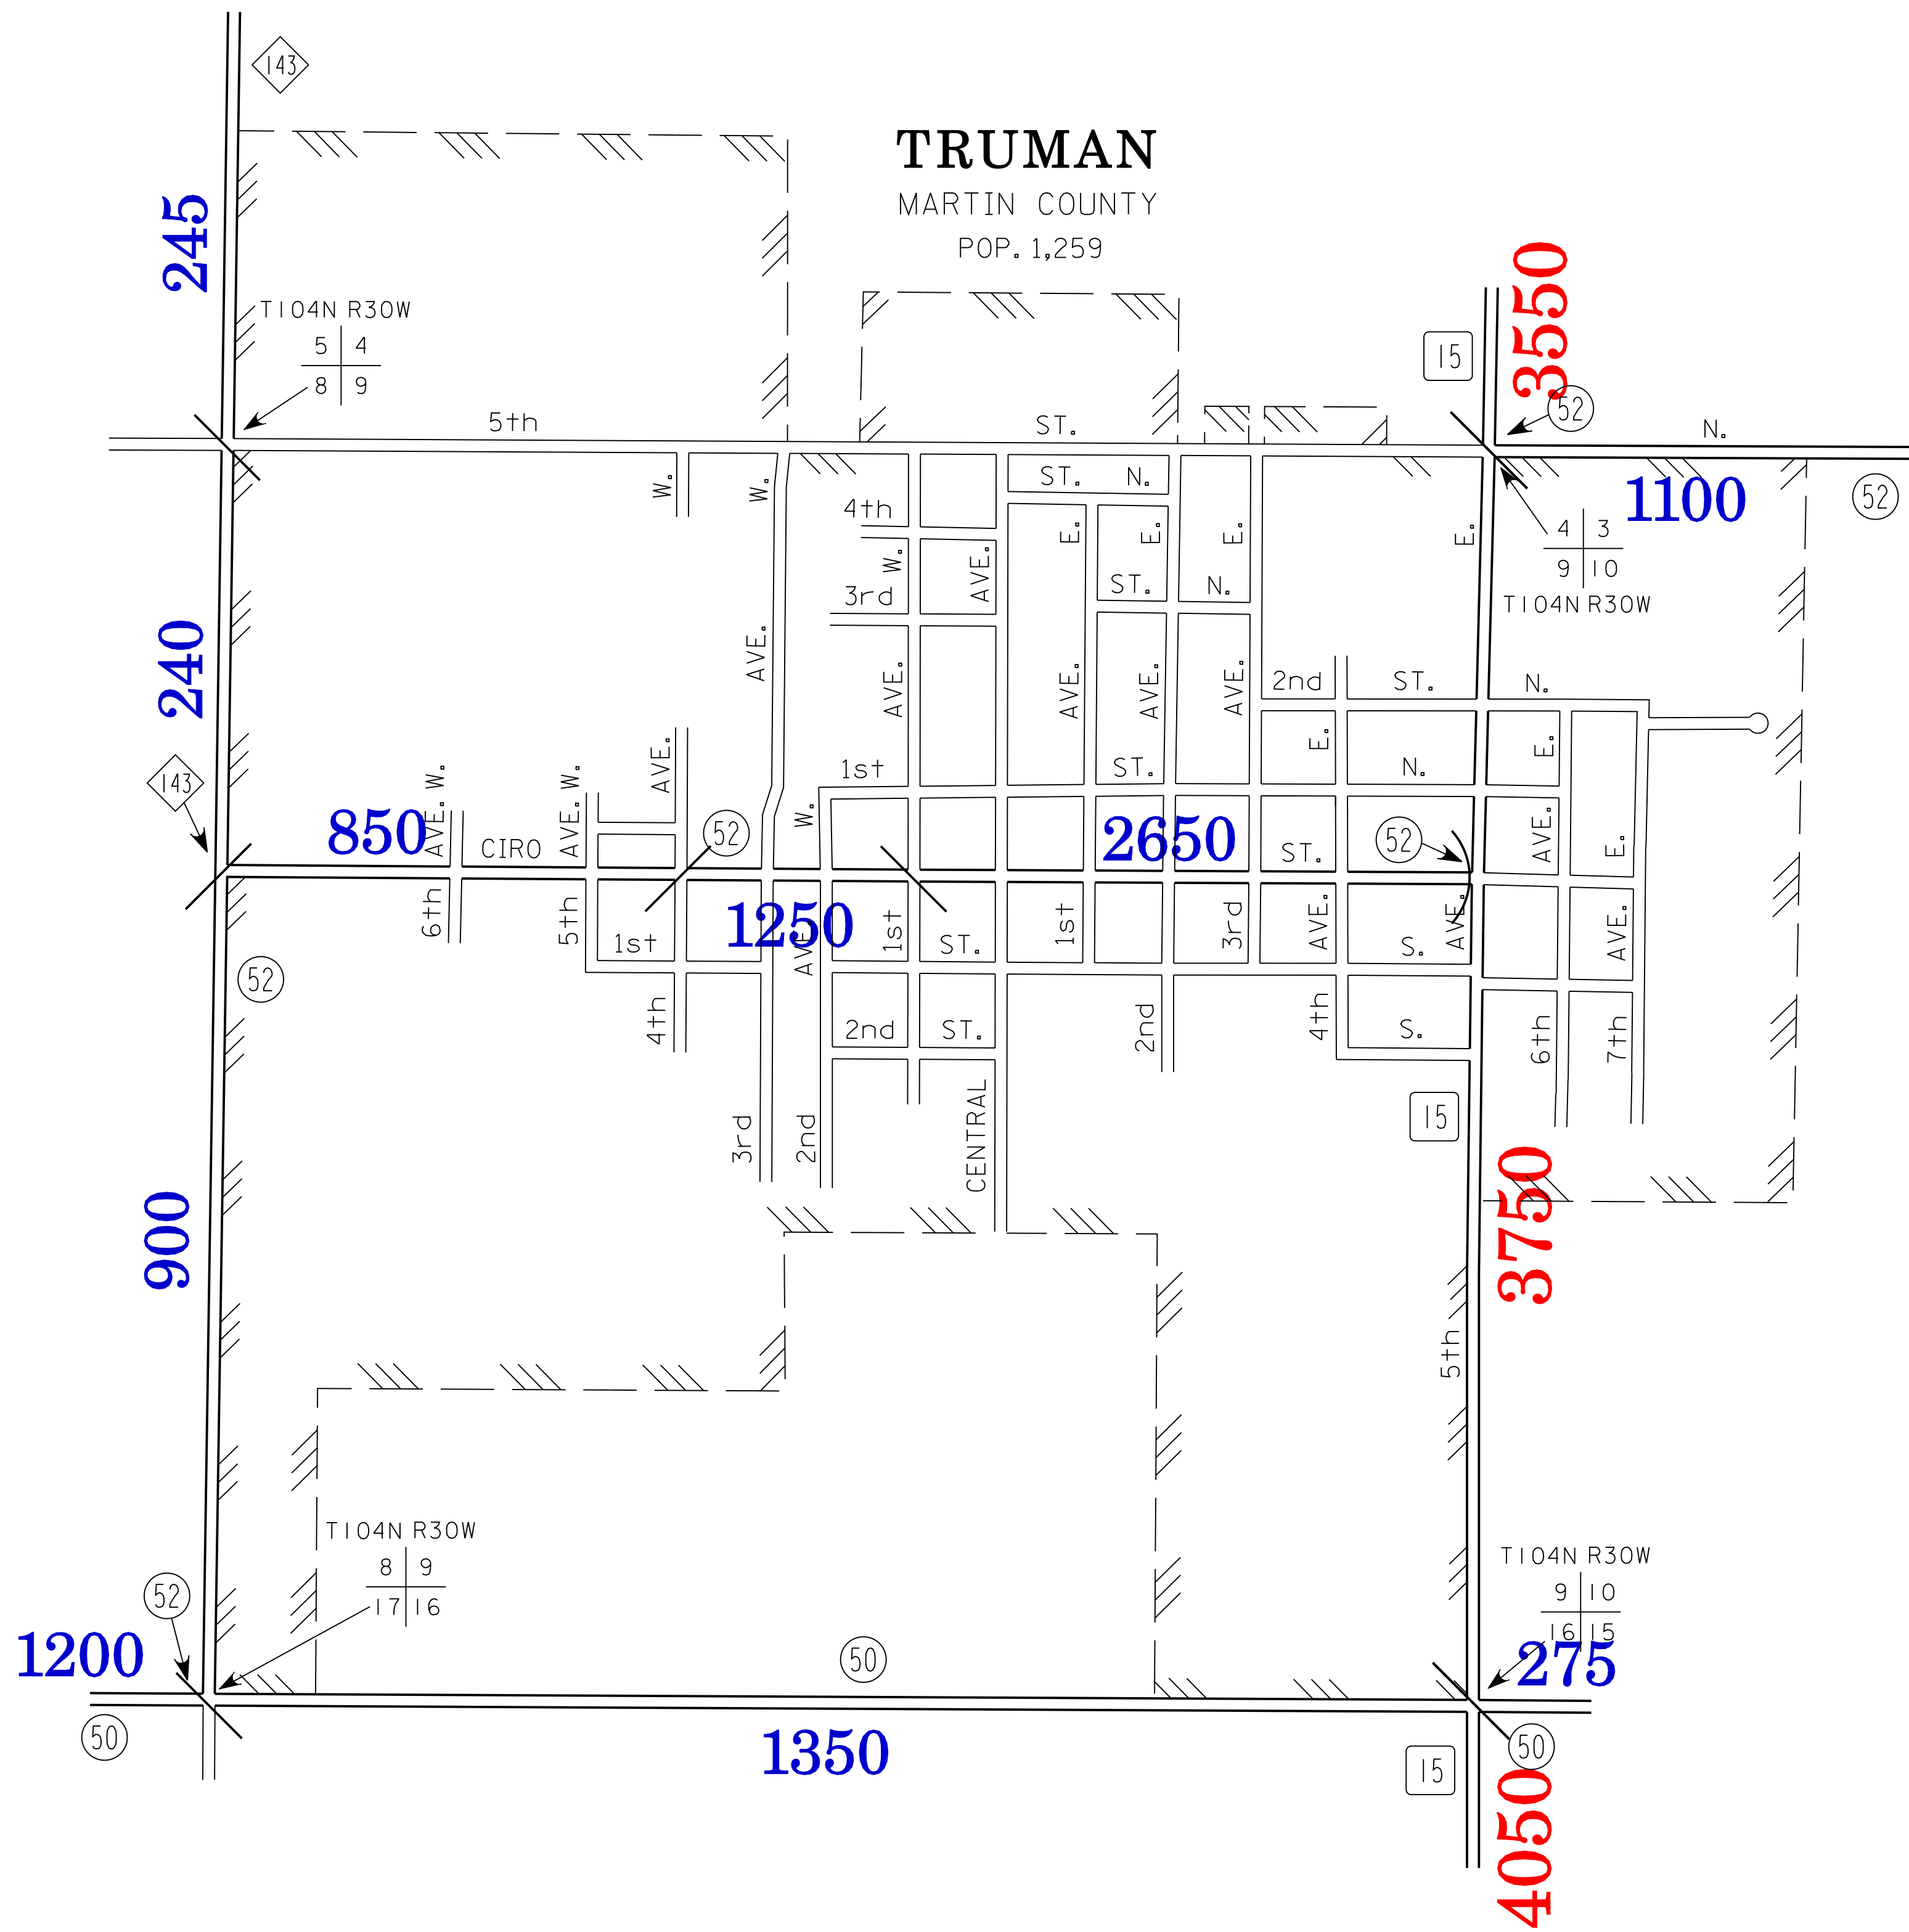 143
TRUMAN
MARTIN COUNTY
POP. 1,259
245
3550
T104N R30W
5 4
8 9
15
52
5th
ST.
N.
W.
W.
4th
ST. N.
1100
52
W.
AVE.
E.
E.
E.
E.
4 3
9 10
T104N R30W
3rd
ST.
N.
240
AVE.
AVE.
AVE.
AVE.
AVE.
2nd
ST.
N.
143
AVE. W.
AVE. W.
AVE.
1st
ST.
E.
N.
E.
850
CIRO
52
W.
2650
ST.
52
AVE.
E.
6th
5th
1st
1250
AVE.
1st
ST.
1st
3rd
AVE.
S.
AVE.
AVE.
52
4th
2nd
ST.
2nd
4th
S.
6th
7th
3rd
2nd
CENTRAL
15
900
3750
5th
T104N R30W
8 9
17 16
T104N R30W
9 10
16 15
52
1200
50
275
50
1350
15
50
4050